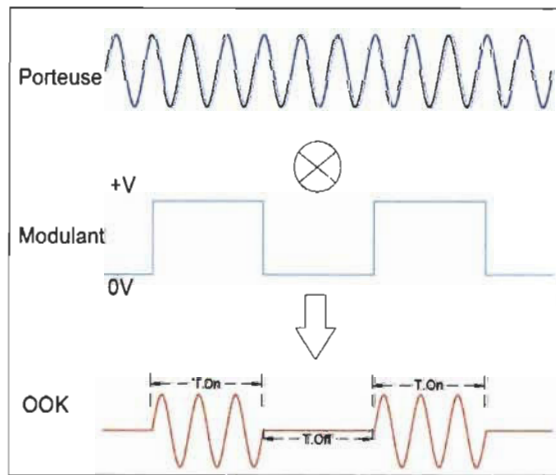 Porteuse
+V
Modulant
0V
T.On
T.On
OOK
T.Off